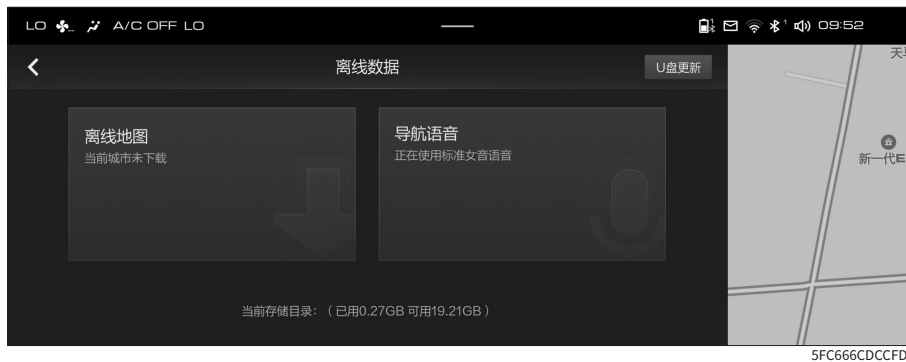 LO A/C OFF LO
1 1 09:52
离线数据
U盘更新
离线地图
当前城市未下载
导航语音
正在使用标准女音语音
当前存储目录：（已用0.27GB 可用19.21GB）
新一代E
5FC666CDCCFD